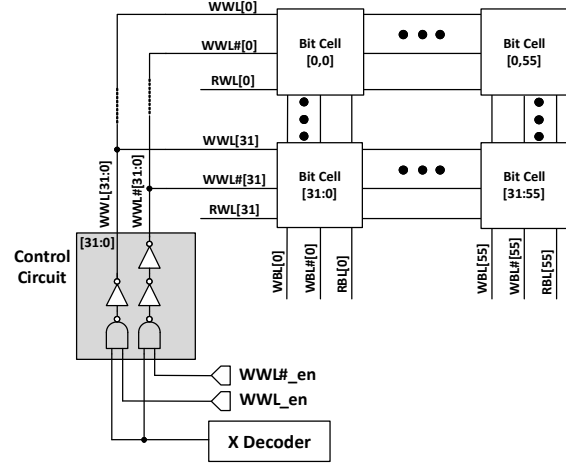 WWL[0]
WWL#[0]
RWL[0]
Bit Cell
[0,0]
Bit Cell
[0,55]
WWL[31]
WWL#[31]
RWL[31]
Bit Cell
[31:0]
Bit Cell
[31:55]
WWL[31:0]
WWL#[31:0]
[31:0]
Control
Circuit
WBL[0]
WBL#[0]
RBL[0]
WBL[55]
WBL#[55]
RBL[55]
WWL#_en
WWL_en
X Decoder